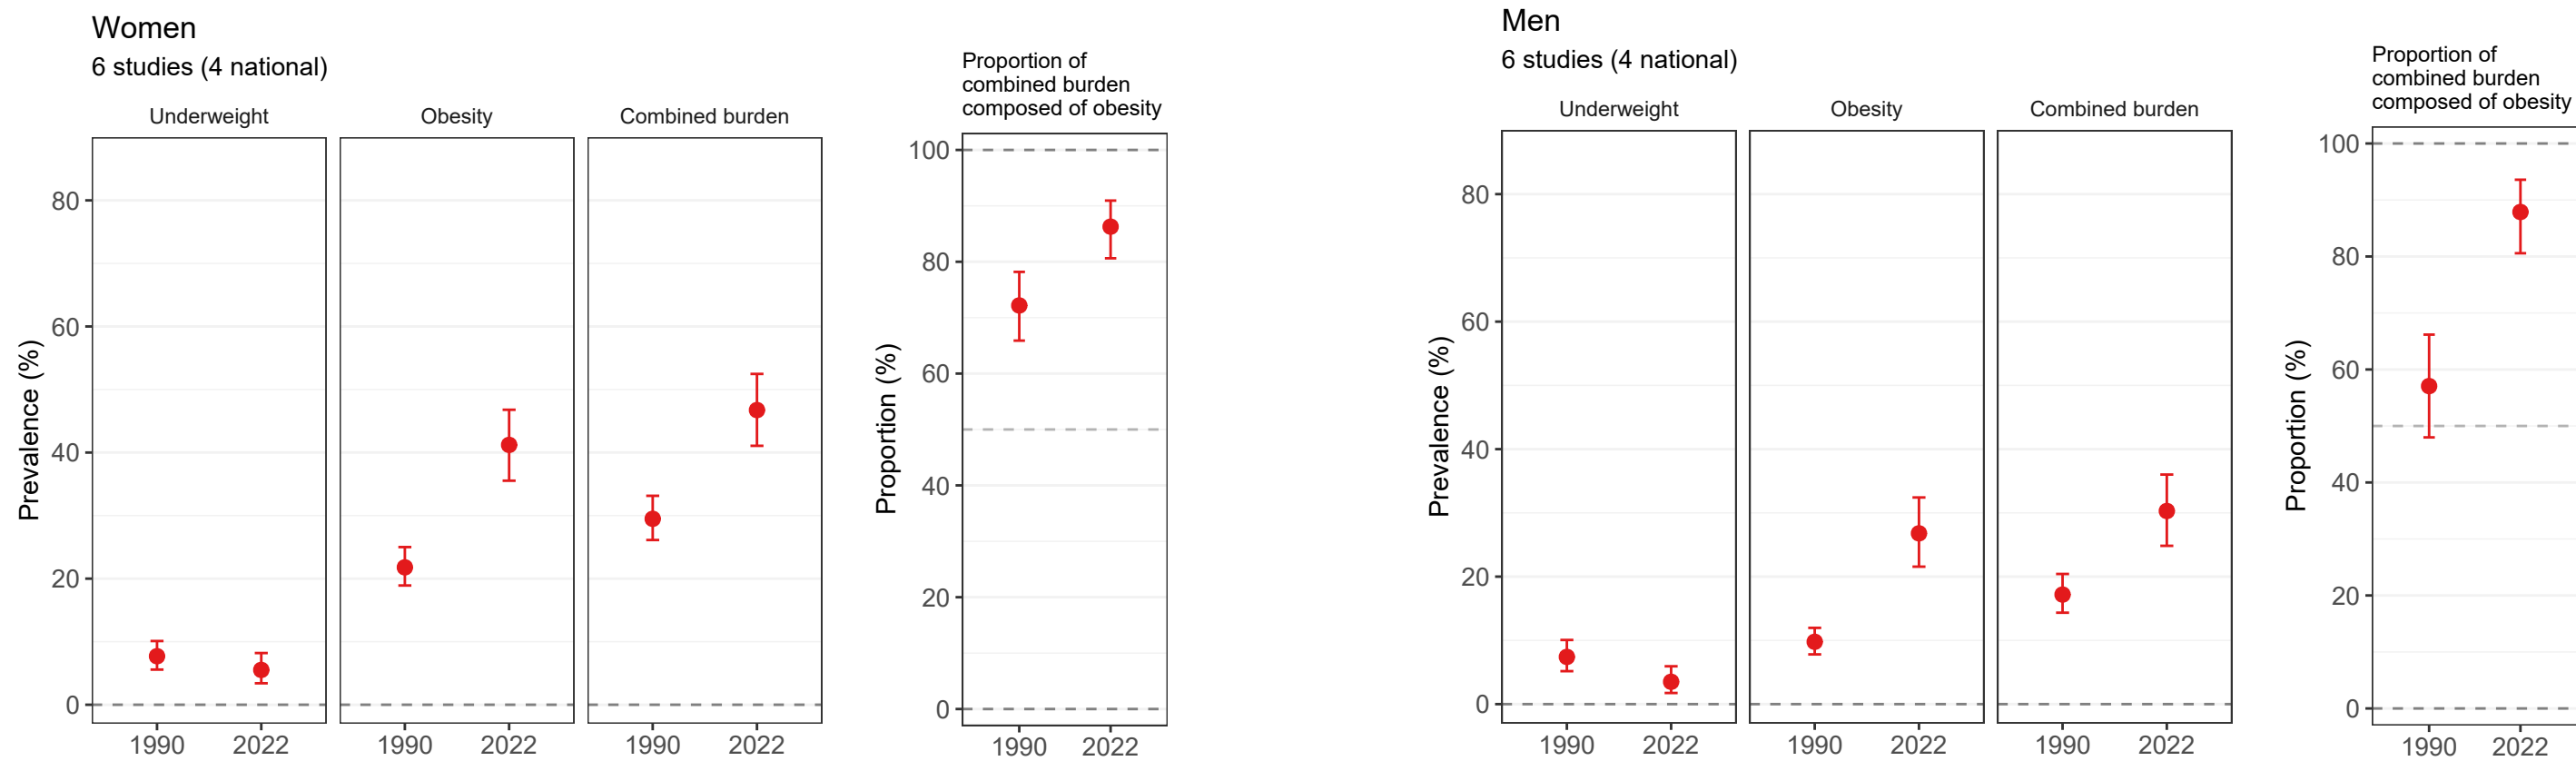 Women
6 studies (4 national)
Underweight
Obesity
Combined burden
Prevalence (%)
80
60
40
20
0
1990 2022
1990 2022
1990 2022
Proportion of
combined burden
composed of obesity
Proportion (%)
100
80
60
40
20
0
1990 2022
Men
6 studies (4 national)
Underweight
Obesity
Combined burden
Prevalence (%)
80
60
40
20
0
1990 2022
1990 2022
1990 2022
Proportion of
combined burden
composed of obesity
Proportion (%)
100
80
60
40
20
0
1990 2022